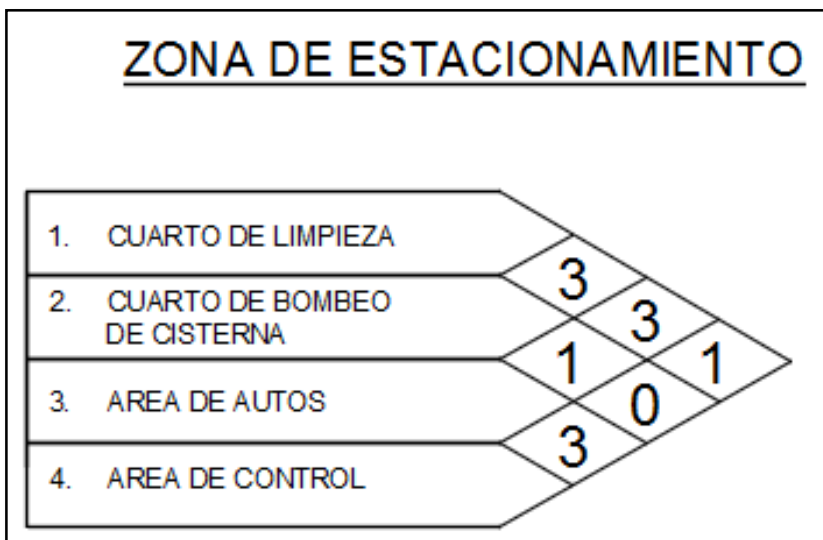 ZONA DE ESTACIONAMIENTO
1. CUARTO DE LIMPIEZA
2. CUARTO DE BOMBEO
DE CISTERNA
3. AREA DE AUTOS
4. AREA DE CONTROL
3
3
1
1
0
3